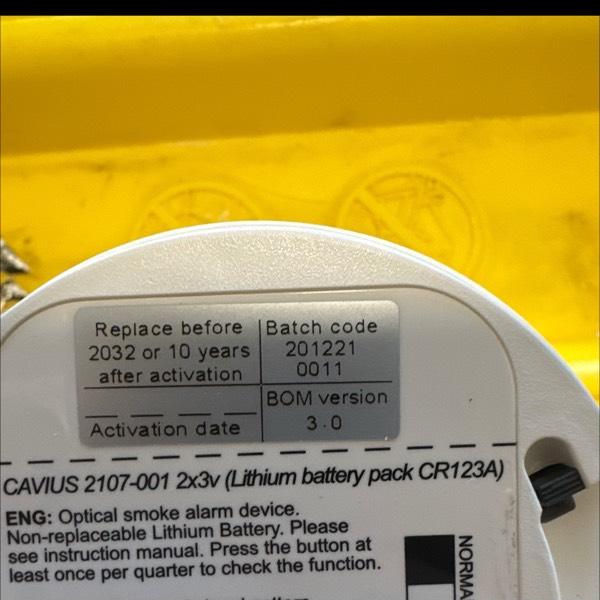 Replace before
2032 or 10 years
after activation
Activation date
Batch code
201221
0011
BOM version
3.0
CAVIUS 2107-001 2x3v (Lithium battery pack CR123A)
ENG: Optical smoke alarm device.
Non-replaceable Lithium Battery. Please
see instruction manual. Press the button at
least once per quarter to check the function.
NORMA